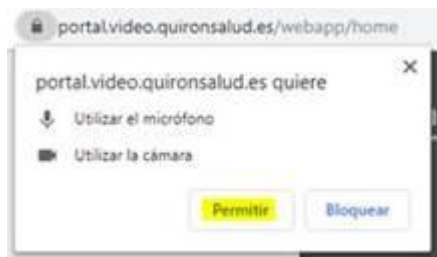 portal.video.quironsalud.es/webapp/home
portal.video.quironsalud.es quiere
Utilizar el micrófono
Utilizar la cámara
Permitir
Bloquear